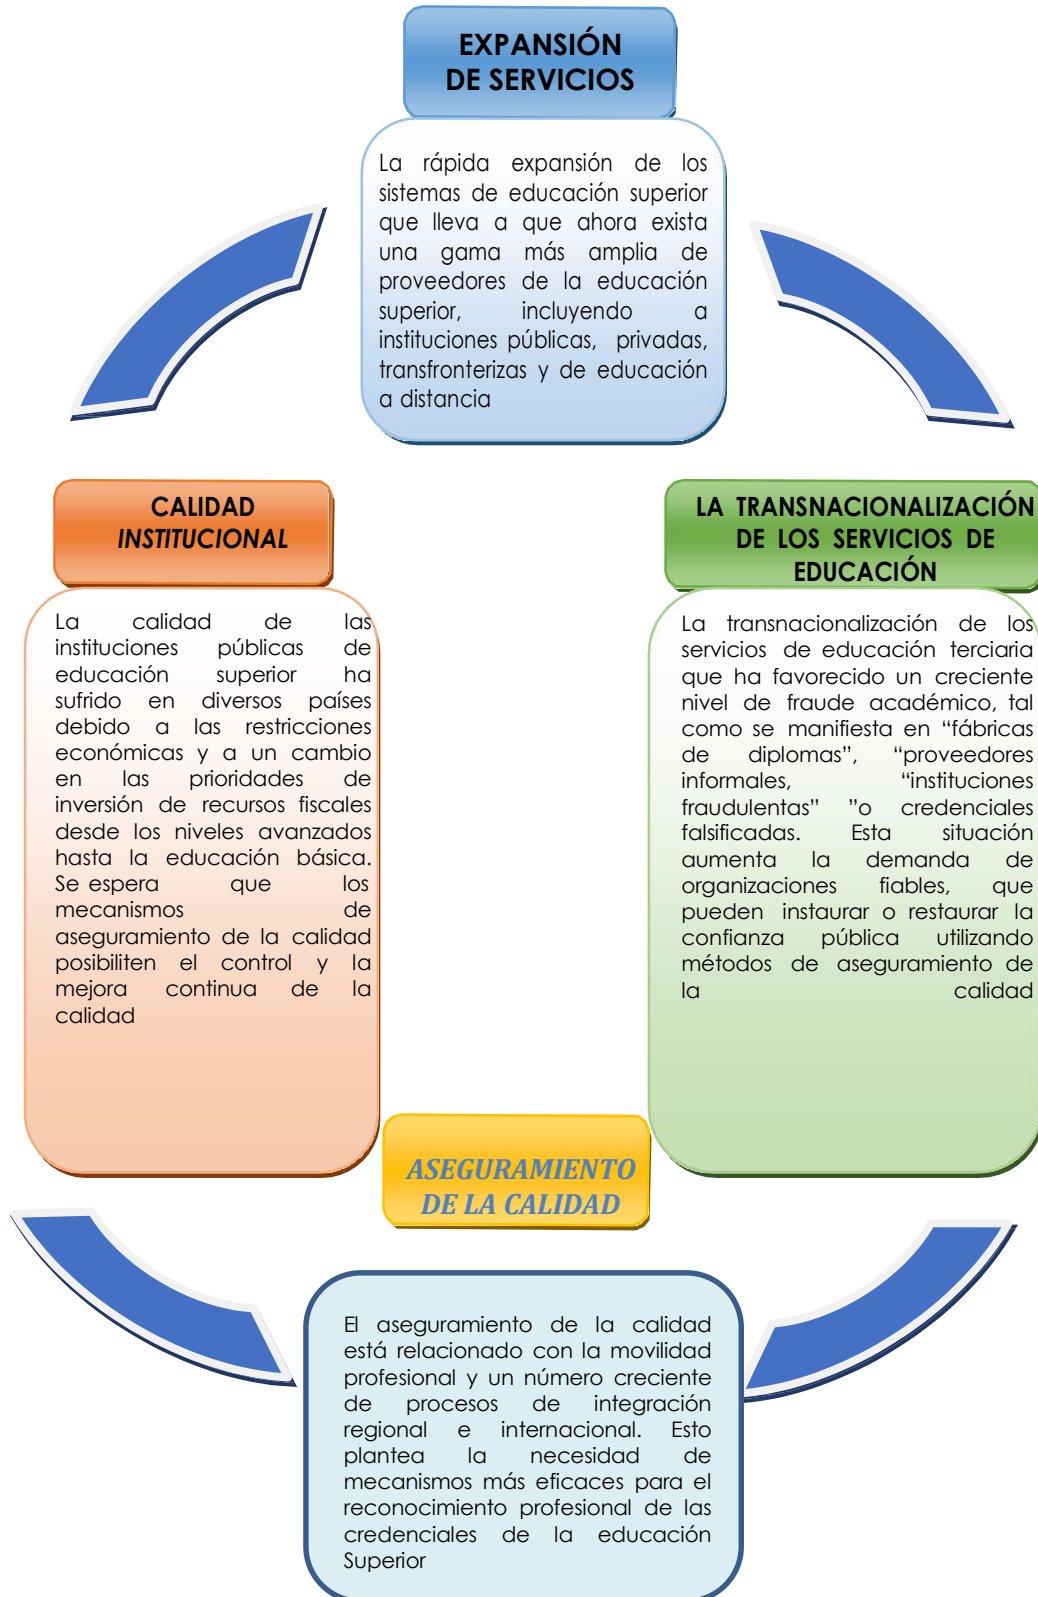 EXPANSIÓN
DE SERVICIOS
La rápida expansión de los
sistemas de educación superior
que lleva a que ahora exista
una gama más amplia de
proveedores de la educación
superior, incluyendo a
instituciones públicas, privadas,
transfronterizas y de educación
a distancia
CALIDAD
INSTITUCIONAL
La calidad de las
instituciones públicas de
educación superior ha
sufrido en diversos países
debido a las restricciones
económicas y a un cambio
en las prioridades de
inversión de recursos fiscales
desde los niveles avanzados
hasta la educación básica.
Se espera que los
mecanismos de
aseguramiento de la calidad
posibiliten el control y la
mejora continua de la
calidad
LA TRANSNACIONALIZACIÓN
DE LOS SERVICIOS DE
EDUCACIÓN
La transnacionalización de los
servicios de educación terciaria
que ha favorecido un creciente
nivel de fraude académico, tal
como se manifiesta en “fábricas
de diplomas”, “proveedores
informales, “instituciones
fraudulentas” ”o credenciales
falsificadas. Esta situación
aumenta la demanda de
organizaciones fiables, que
pueden instaurar o restaurar la
confianza pública utilizando
métodos de aseguramiento de
la calidad
ASEGURAMIENTO
DE LA CALIDAD
El aseguramiento de la calidad
está relacionado con la movilidad
profesional y un número creciente
de procesos de integración
regional e internacional. Esto
plantea la necesidad de
mecanismos más eficaces para el
reconocimiento profesional de las
credenciales de la educación
Superior